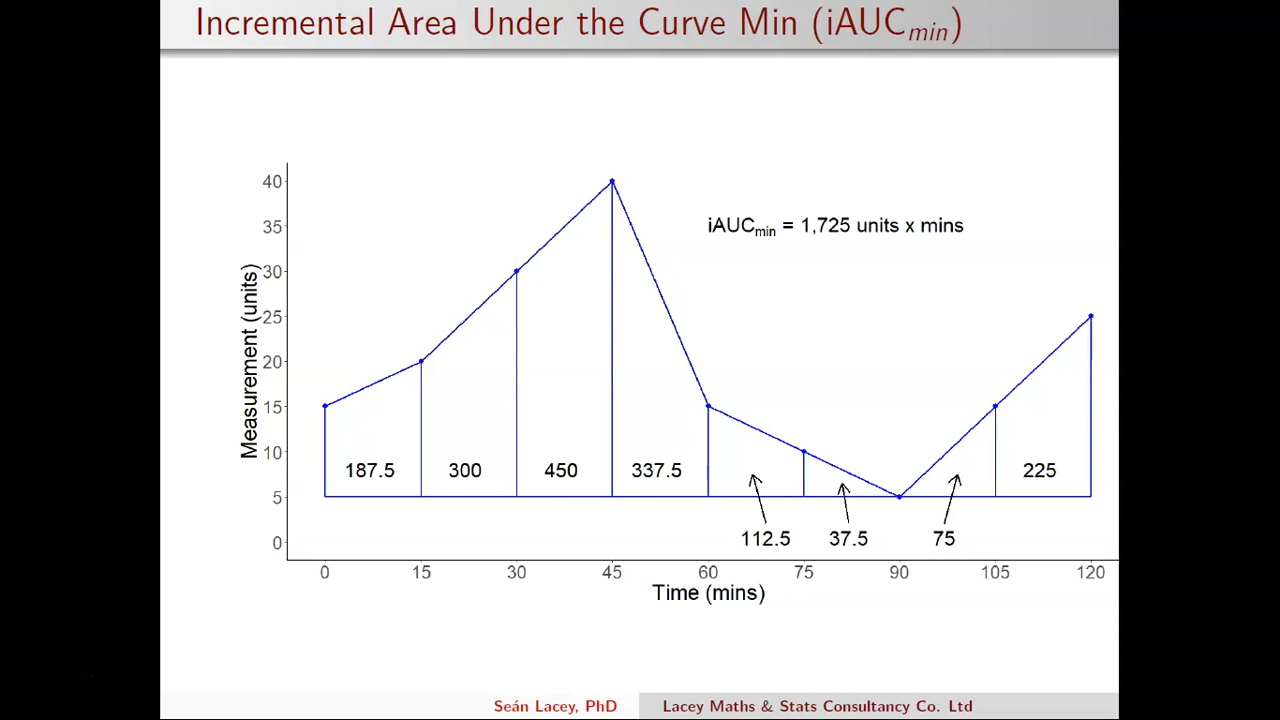 Incremental Area Under the Curve Min (iAUCmin)
40
35
30
25
20
15
10
5
0
Measurement (units)
iAUCmin = 1,725 units x mins
187.5 300 450 337.5 225
112.5 37.5 75
0 15 30 45 60 75 90 105 120
Time (mins)
Seán Lacey, PhD Lacey Maths & Stats Consultancy Co. Ltd